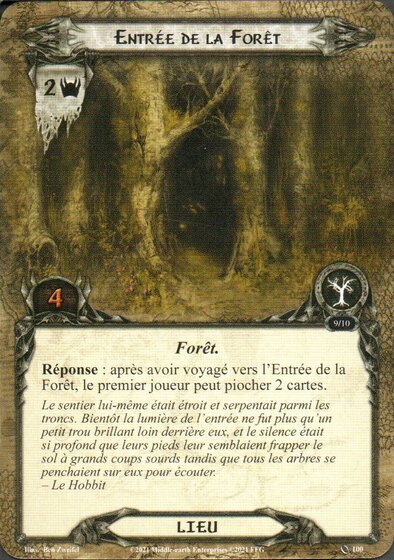 Entrée de la Forêt
2
4
9/10
Forêt.
Réponse : après avoir voyagé vers l'Entrée de la
Forêt, le premier joueur peut piocher 2 cartes.
Le sentier lui-même était étroit et serpentait parmi les
troncs. Bientôt la lumière de l'entrée ne fut plus qu'un
petit trou brillant loin derrière eux, et le silence était
si profond que leurs pieds leur semblaient frapper le
sol à grands coups sourds tandis que tous les arbres se
penchaient sur eux pour écouter.
– Le Hobbit
LIEU
Illus. Ben Zweifel
©2021 Middle-earth Enterprises ©2021 FFG
100